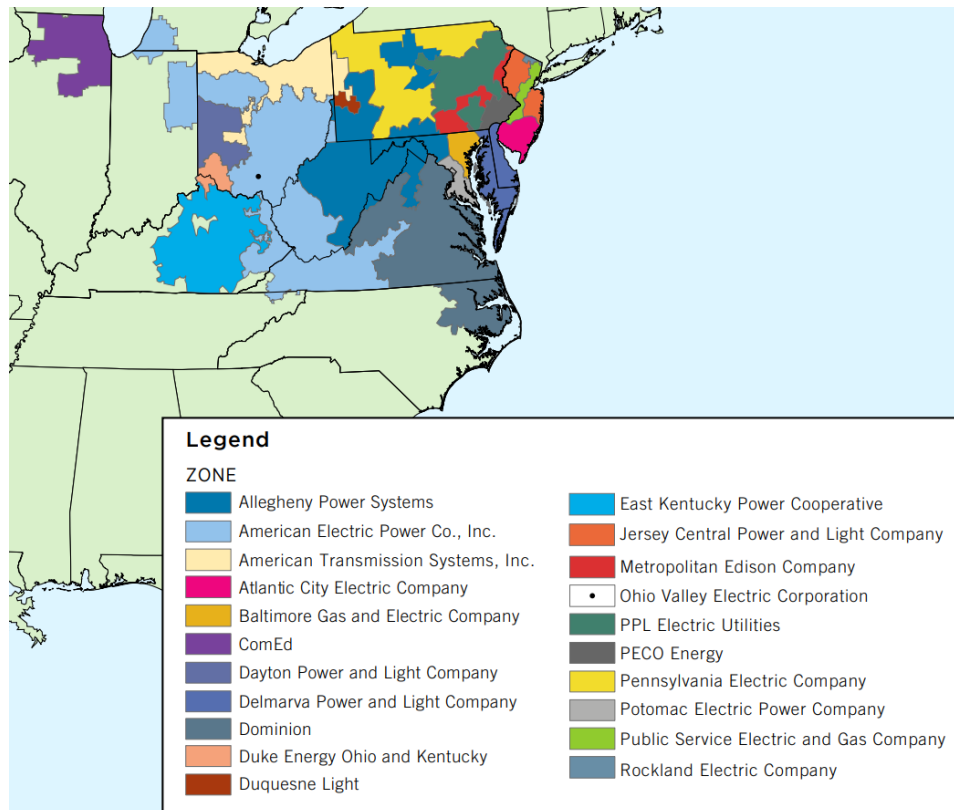 Legend
ZONE
Allegheny Power Systems
American Electric Power Co., Inc.
American Transmission Systems, Inc.
Atlantic City Electric Company
Baltimore Gas and Electric Company
ComEd
Dayton Power and Light Company
Delmarva Power and Light Company
Dominion
Duke Energy Ohio and Kentucky
Duquesne Light
East Kentucky Power Cooperative
Jersey Central Power and Light Company
Metropolitan Edison Company
Ohio Valley Electric Corporation
PPL Electric Utilities
PECO Energy
Pennsylvania Electric Company
Potomac Electric Power Company
Public Service Electric and Gas Company
Rockland Electric Company